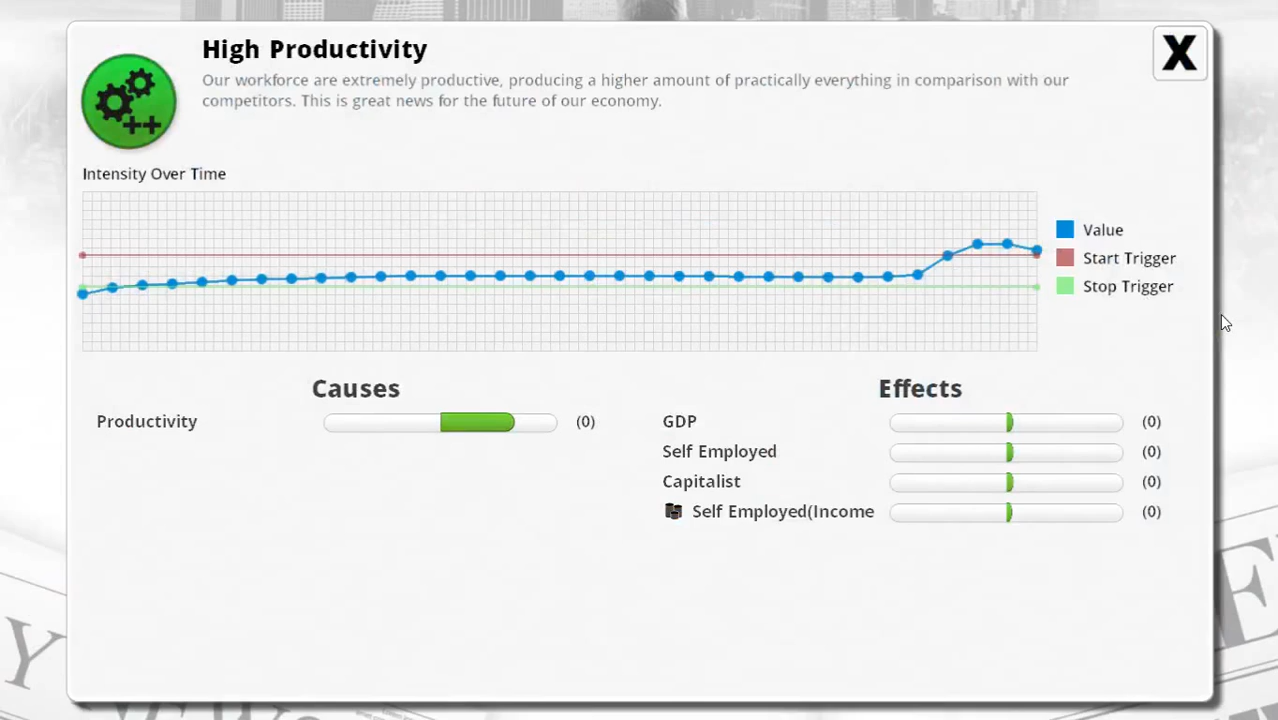 High Productivity
X
Our workforce are extremely productive, producing a higher amount of practically everything in comparison with our
competitors. This is great news for the future of our economy.
++
Intensity Over Time
Value
Start Trigger
Stop Trigger
Causes
Productivity (0)
Effects
GDP (0)
Self Employed (0)
Capitalist (0)
Self Employed(Income (0)
Y
NEW
E